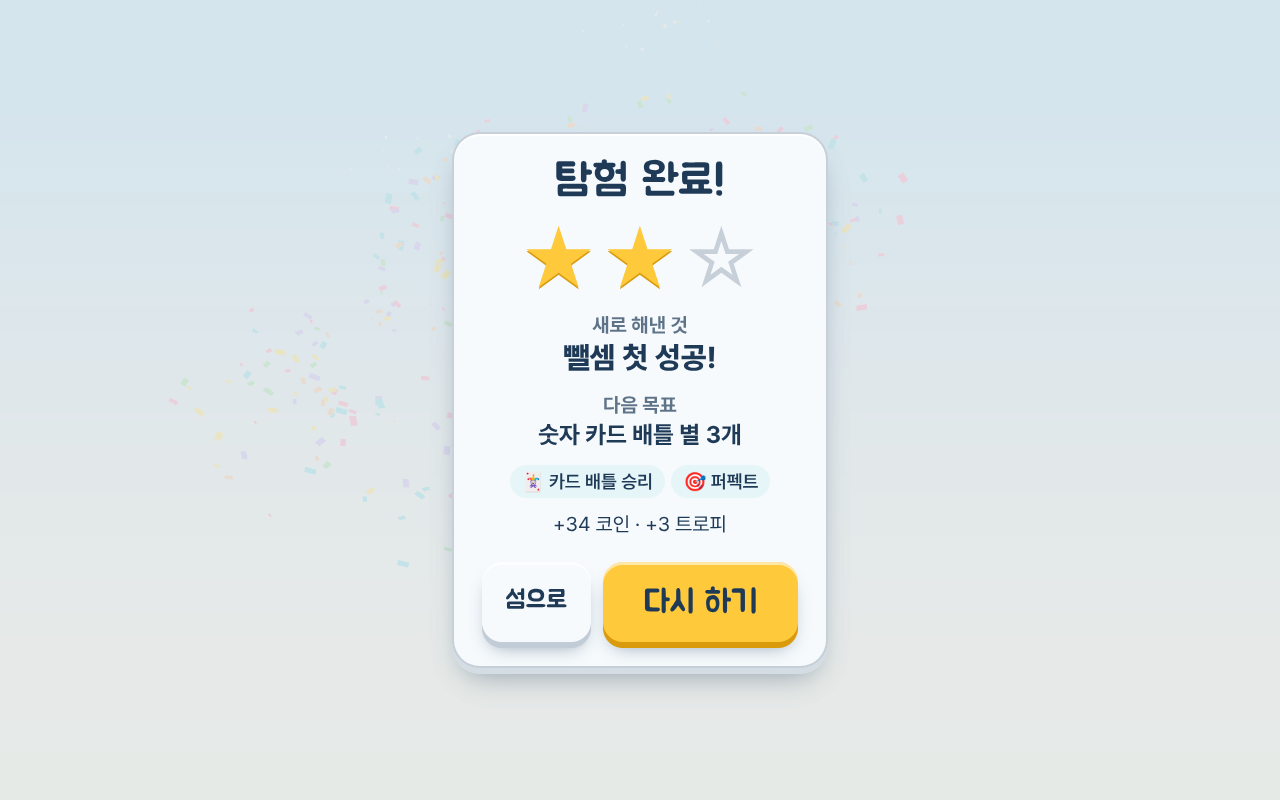 탐험 완료!
새로 해낸 것
뺄셈 첫 성공!
다음 목표
숫자 카드 배틀 별 3개
카드 배틀 승리
퍼펙트
+34 코인 · +3 트로피
섬으로
다시 하기